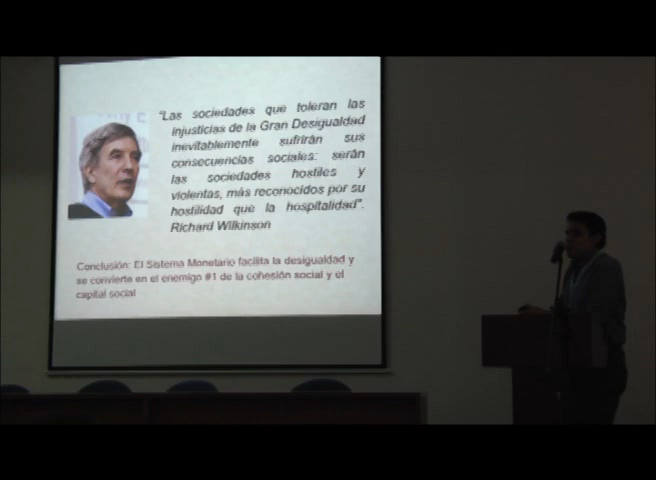 "Las sociedades que toleran las
injusticias de la Gran Desigualdad
inevitablemente sufrirán sus
consecuencias sociales: serán
las sociedades hostiles y
violentas, más reconocidos por su
hostilidad que la hospitalidad".
Richard Wilkinson
Conclusión: El Sistema Monetario facilita la desigualdad y
se convierte en el enemigo #1 de la cohesión social y el
capital social